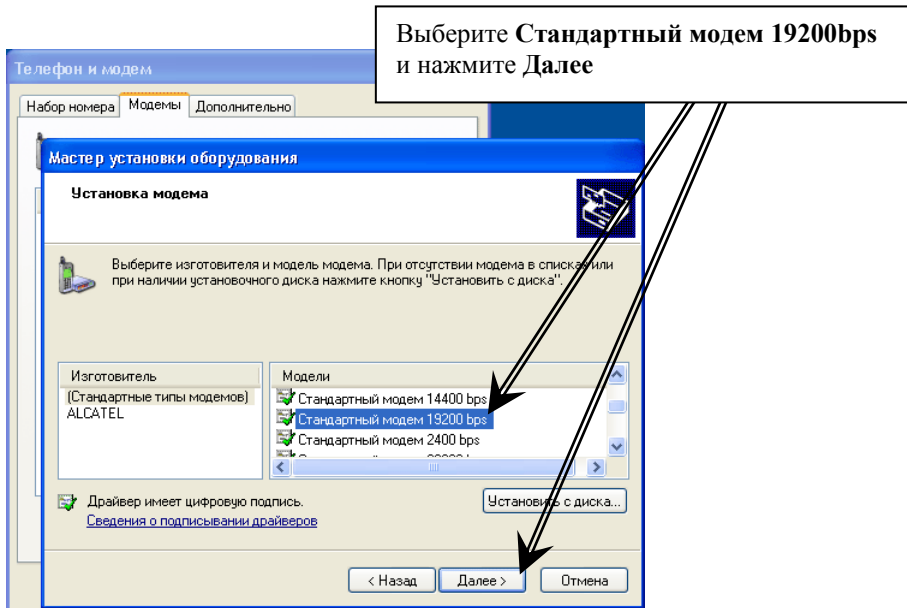 Выберите Стандартный модем 19200bps
и нажмите Далее
Телефон и модем
Набор номера Модемы Дополнительно
Мастер установки оборудования
Установка модема
Выберите изготовителя и модель модема. При отсутствии модема в списках или
при наличии установочного диска нажмите кнопку "Установить с диска".
Изготовитель
(Стандартные типы модемов)
ALCATEL
Модели
Стандартный модем 14400 bps
Стандартный модем 19200 bps
Стандартный модем 2400 bps
Драйвер имеет цифровую подпись.
Сведения о подписывании драйверов
Установить с диска...
< Назад Далее > Отмена